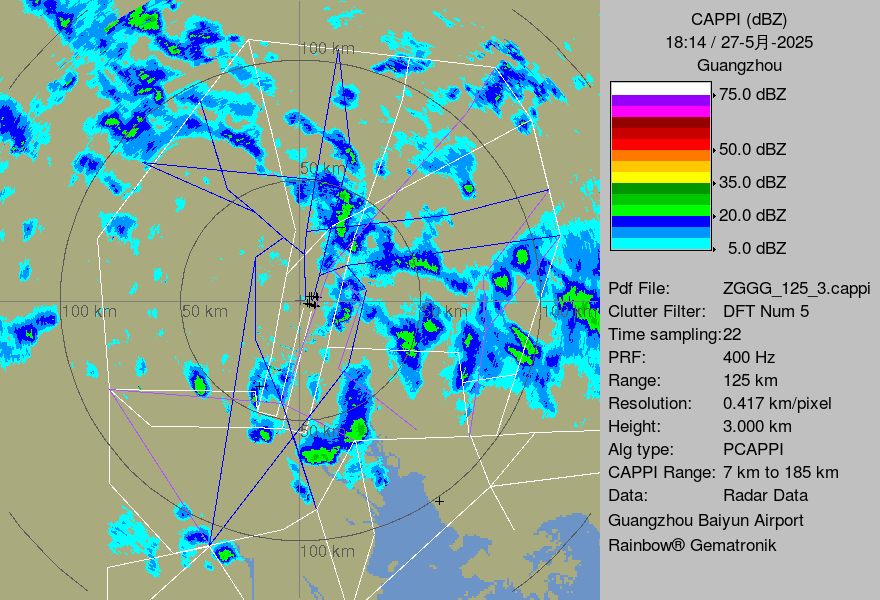 CAPPI (dBZ)
18:14 / 27-5月-2025
Guangzhou
75.0 dBZ
50.0 dBZ
35.0 dBZ
20.0 dBZ
5.0 dBZ
Pdf File: ZGGG_125_3.cappi
Clutter Filter: DFT Num 5
Time sampling:22
PRF: 400 Hz
Range: 125 km
Resolution: 0.417 km/pixel
Height: 3.000 km
Alg type: PCAPPI
CAPPI Range: 7 km to 185 km
Data: Radar Data
Guangzhou Baiyun Airport
Rainbow® Gematronik
100 km
50 km
100 km
50 km
50 km
100 km
50 km
100 km